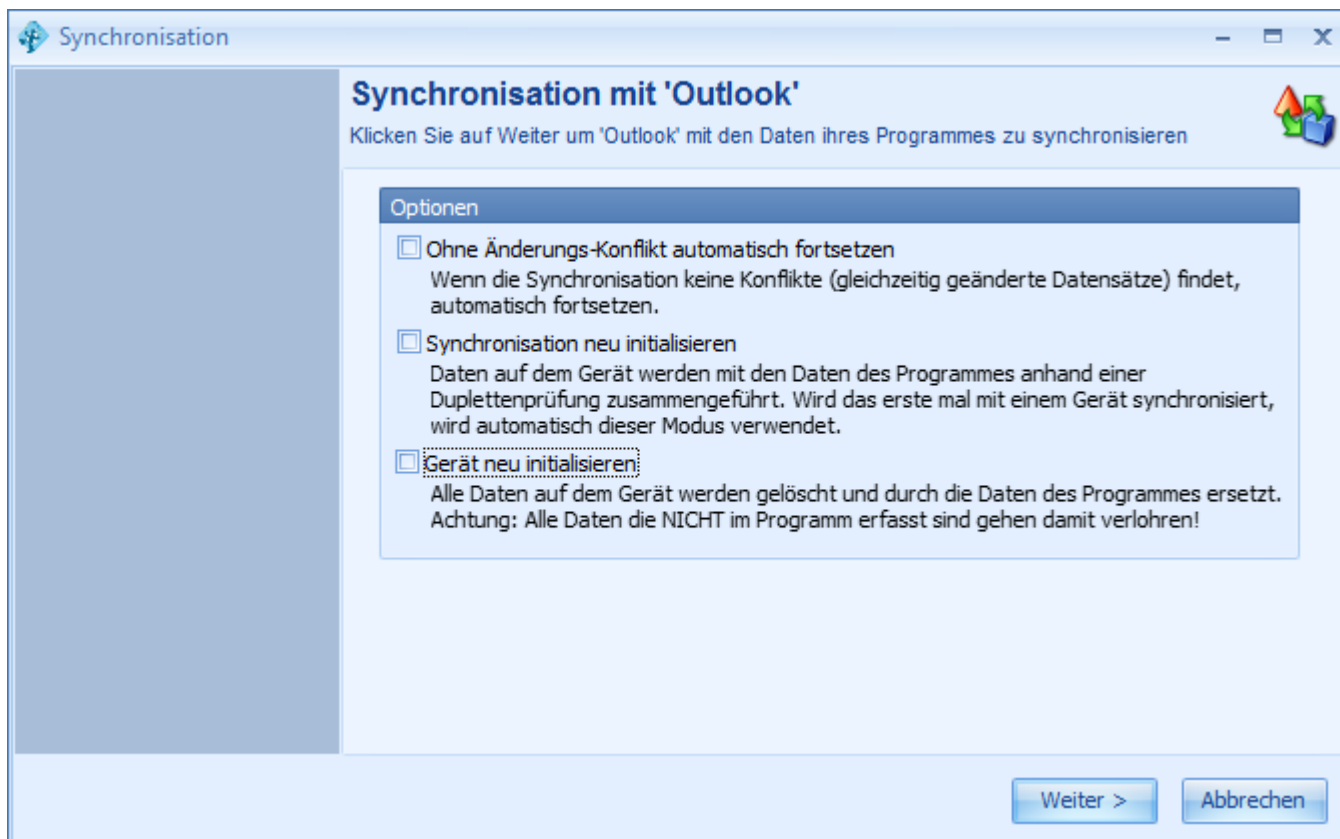 Synchronisation
Synchronisation mit 'Outlook'
Klicken Sie auf Weiter um 'Outlook' mit den Daten ihres Programmes zu synchronisieren
Optionen
Ohne Änderungs-Konflikt automatisch fortsetzen
Wenn die Synchronisation keine Konflikte (gleichzeitig geänderte Datensätze) findet,
automatisch fortsetzen.
Synchronisation neu initialisieren
Daten auf dem Gerät werden mit den Daten des Programmes anhand einer
Duplettenprüfung zusammengeführt. Wird das erste mal mit einem Gerät synchronisiert,
wird automatisch dieser Modus verwendet.
Gerät neu initialisieren
Alle Daten auf dem Gerät werden gelöscht und durch die Daten des Programmes ersetzt.
Achtung: Alle Daten die NICHT im Programm erfasst sind gehen damit verlohren!
Weiter >
Abbrechen